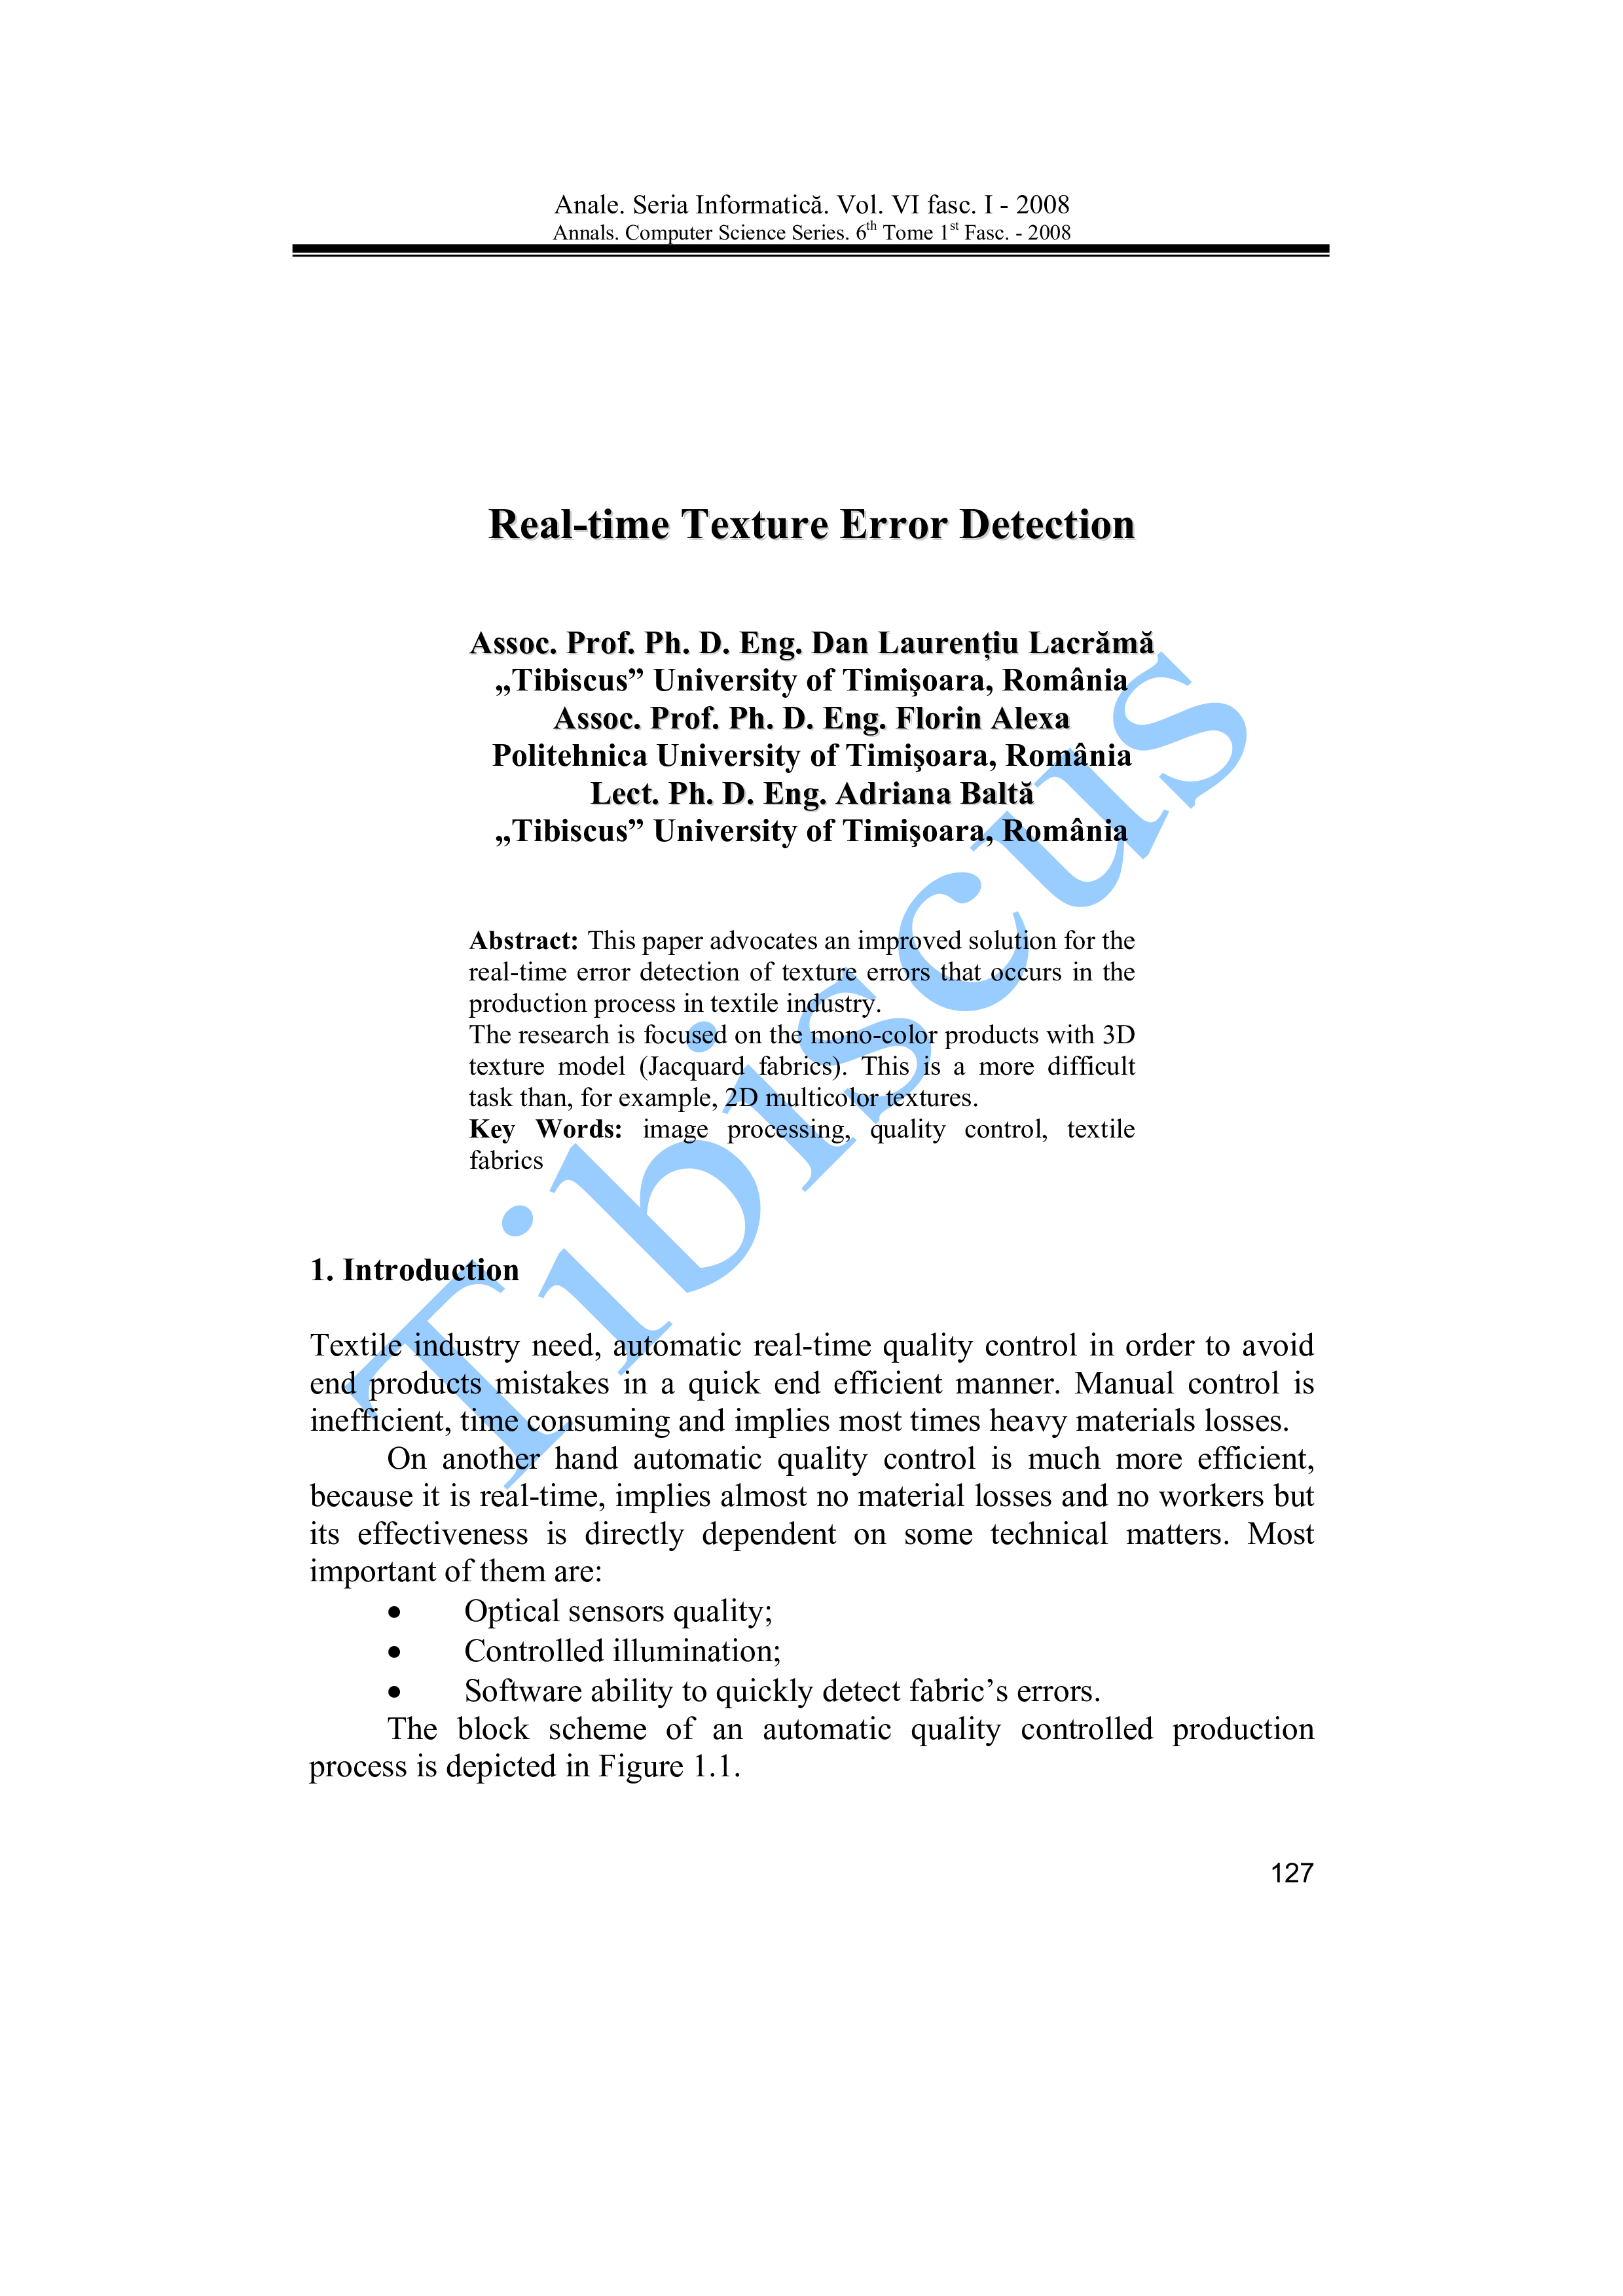 Anale. Seria Informatică. Vol. VI fasc. I - 2008
Annals. Computer Science Series. 6th Tome 1st Fasc. - 2008
Real-time Texture Error Detection
Assoc. Prof. Ph. D. Eng. Dan Laurențiu Lacrămă
„Tibiscus” University of Timişoara, România
Assoc. Prof. Ph. D. Eng. Florin Alexa
Politehnica University of Timişoara, România
Lect. Ph. D. Eng. Adriana Baltă
„Tibiscus” University of Timişoara, România
Abstract: This paper advocates an improved solution for the
real-time error detection of texture errors that occurs in the
production process in textile industry.
The research is focused on the mono-color products with 3D
texture model (Jacquard fabrics). This is a more difficult
task than, for example, 2D multicolor textures.
Key Words: image processing, quality control, textile
fabrics
1. Introduction
Textile industry need, automatic real-time quality control in order to avoid
end products mistakes in a quick end efficient manner. Manual control is
inefficient, time consuming and implies most times heavy materials losses.
On another hand automatic quality control is much more efficient,
because it is real-time, implies almost no material losses and no workers but
its effectiveness is directly dependent on some technical matters. Most
important of them are:
• Optical sensors quality;
• Controlled illumination;
• Software ability to quickly detect fabric’s errors.
The block scheme of an automatic quality controlled production
process is depicted in Figure 1.1.
127
Tibiscus